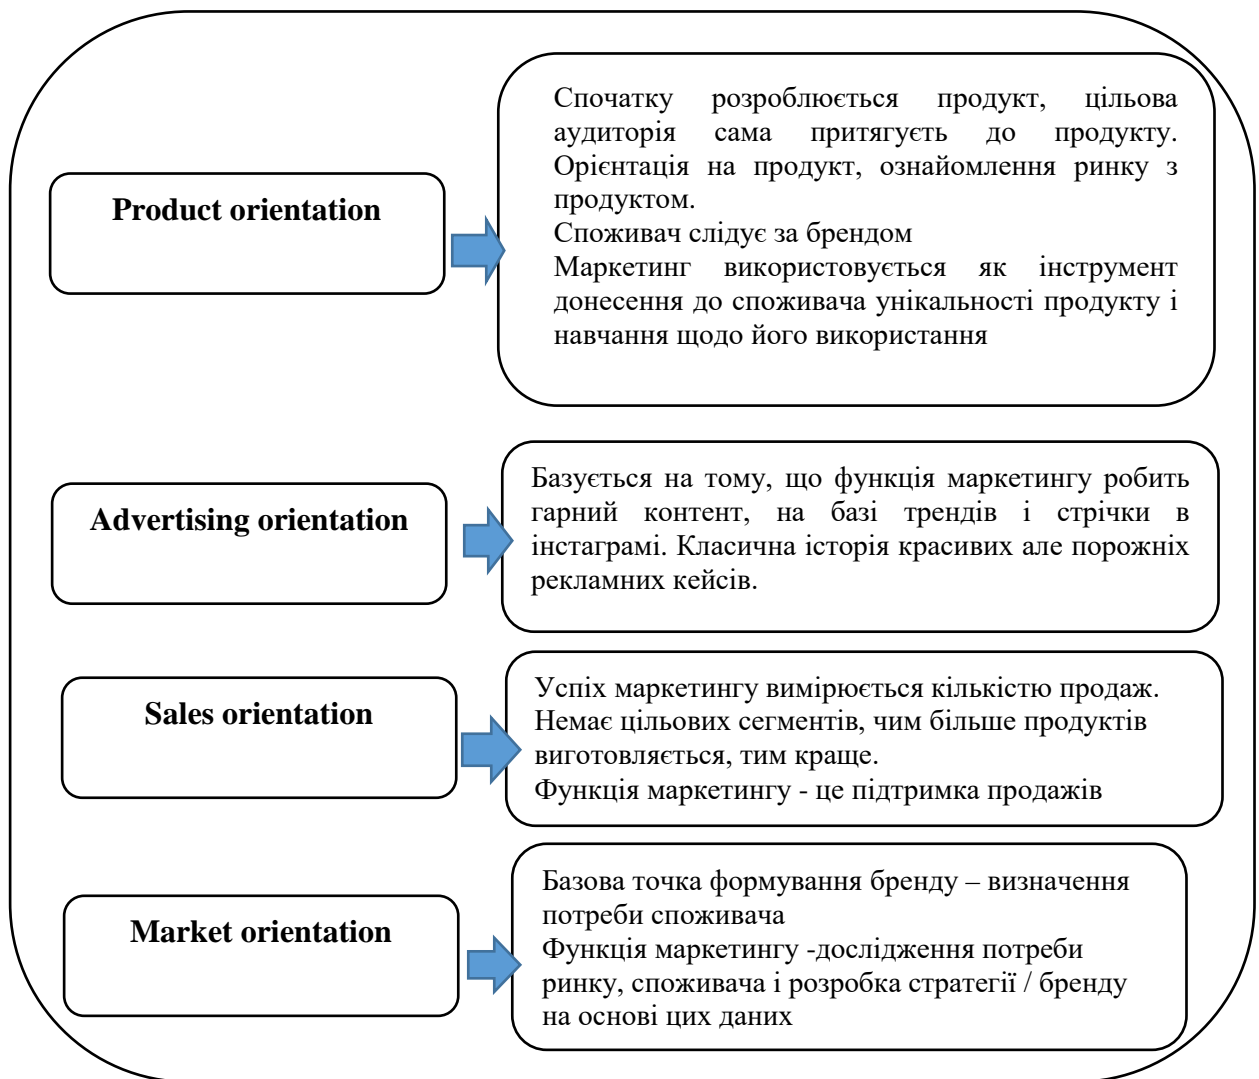 Product orientation
Спочатку розроблюється продукт, цільова
аудиторія сама притягуєть до продукту.
Орієнтація на продукт, ознайомлення ринку з
продуктом.
Споживач слідує за брендом
Маркетинг використовується як інструмент
донесення до споживача унікальності продукту і
навчання щодо його використання
Advertising orientation
Базується на тому, що функція маркетингу робить
гарний контент, на базі трендів і стрічки в
інстаграмі. Класична історія красивих але порожніх
рекламних кейсів.
Sales orientation
Успіх маркетингу вимірюється кількістю продаж.
Немає цільових сегментів, чим більше продуктів
виготовляється, тим краще.
Функція маркетингу - це підтримка продажів
Market orientation
Базова точка формування бренду – визначення
потреби споживача
Функція маркетингу -дослідження потреби
ринку, споживача і розробка стратегії / бренду
на основі цих даних